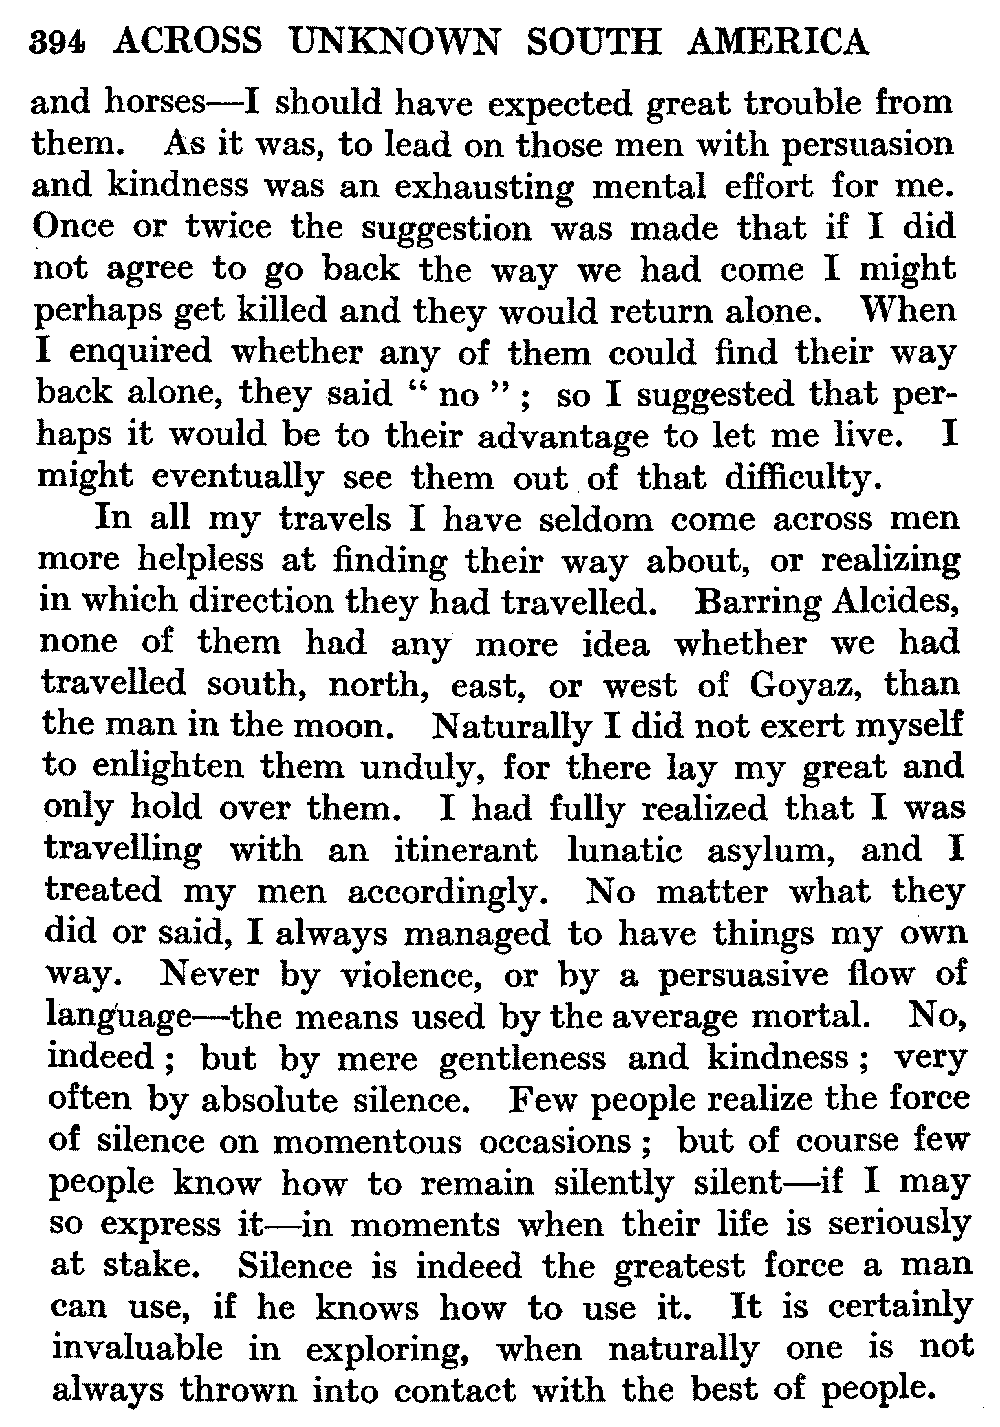 394 ACROSS UNKNOWN SOUTH AMERICA
and horses—I should have expected great trouble from
them. As it was, to lead on those men with persuasion
and kindness was an exhausting mental effort for me.
Once or twice the suggestion was made that if I did
not agree to go back the way we had come I might
perhaps get killed and they would return alone. When
I enquired whether any of them could find their way
back alone, they said “ no ” ; so I suggested that per-
haps it would be to their advantage to let me live. I
might eventually see them out of that difficulty.
In all my travels I have seldom come across men
more helpless at finding their way about, or realizing
in which direction they had travelled. Barring Alcides,
none of them had any more idea whether we had
travelled south, north, east, or west of Goyaz, than
the man in the moon. Naturally I did not exert myself
to enlighten them unduly, for there lay my great and
only hold over them. I had fully realized that I was
travelling with an itinerant lunatic asylum, and I
treated my men accordingly. No matter what they
did or said, I always managed to have things my own
way. Never by violence, or by a persuasive flow of
language—the means used by the average mortal. No,
indeed ; but by mere gentleness and kindness ; very
often by absolute silence. Few people realize the force
of silence on momentous occasions ; but of course few
people know how to remain silently silent—if I may
so express it—in moments when their life is seriously
at stake. Silence is indeed the greatest force a man
can use, if he knows how to use it. It is certainly
invaluable in exploring, when naturally one is not
always thrown into contact with the best of people.